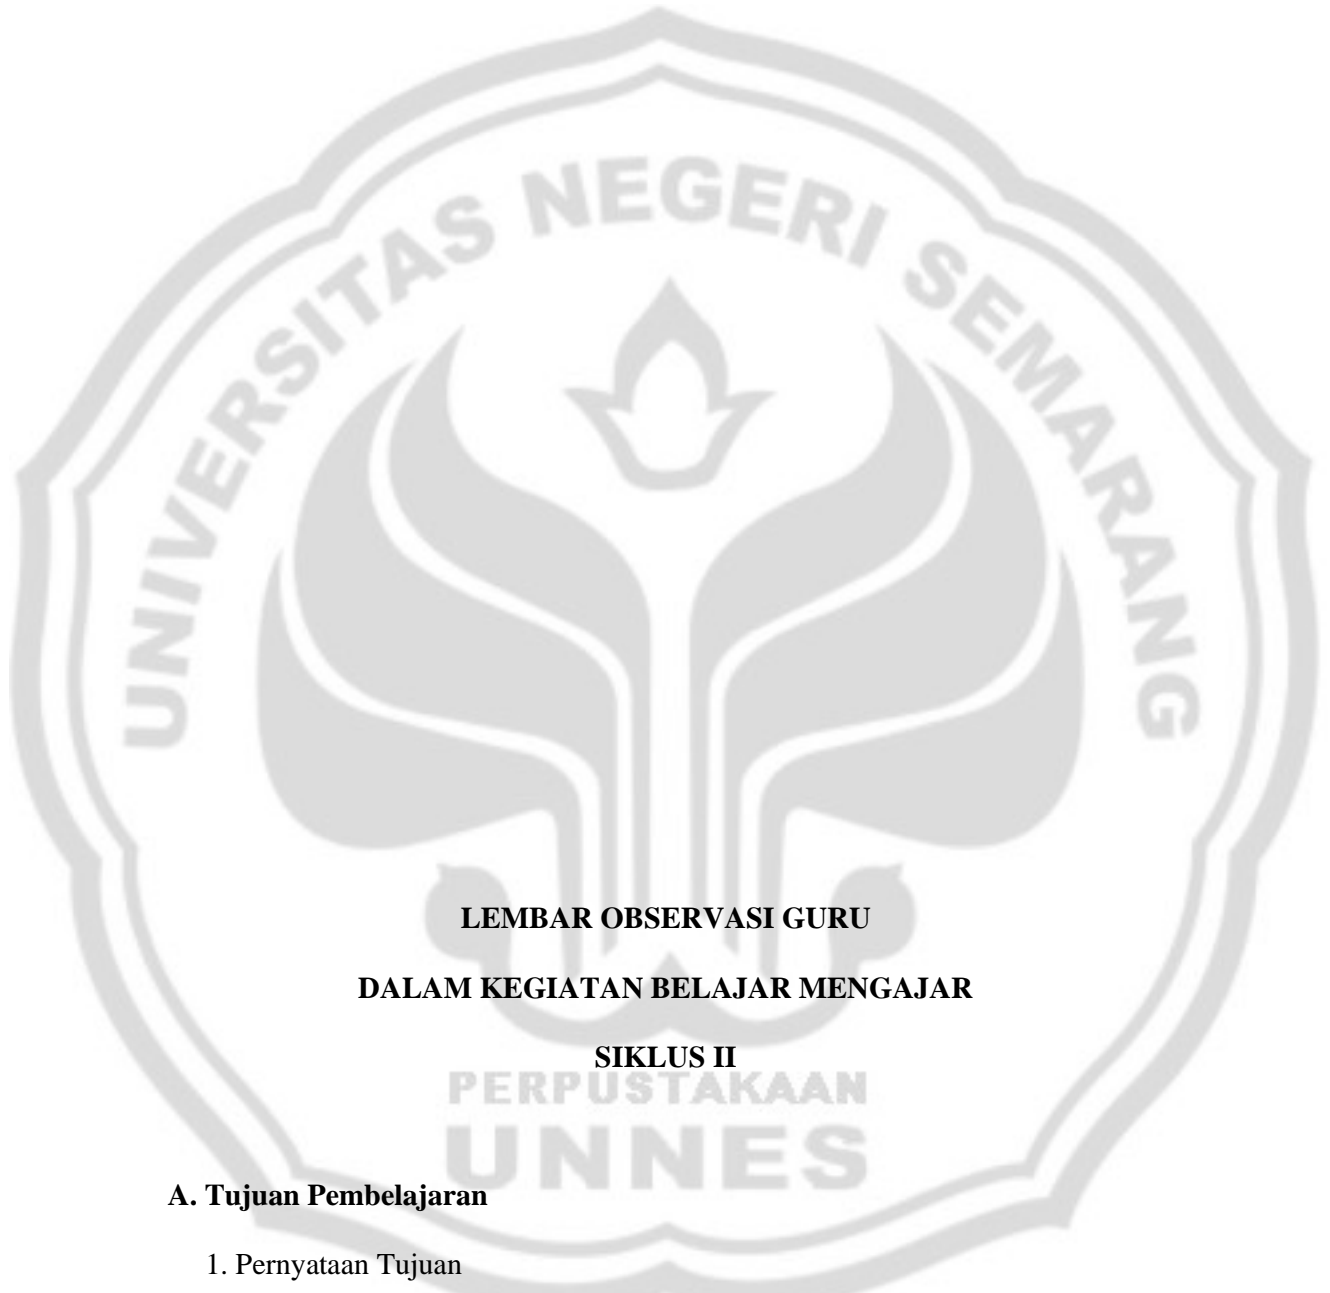 UNIVERSITAS NEGERI SEMARANG
LEMBAR OBSERVASI GURU
DALAM KEGIATAN BELAJAR MENGAJAR
SIKLUS II
PERPUSTAKAAN
UNNES
A. Tujuan Pembelajaran
1. Pernyataan Tujuan